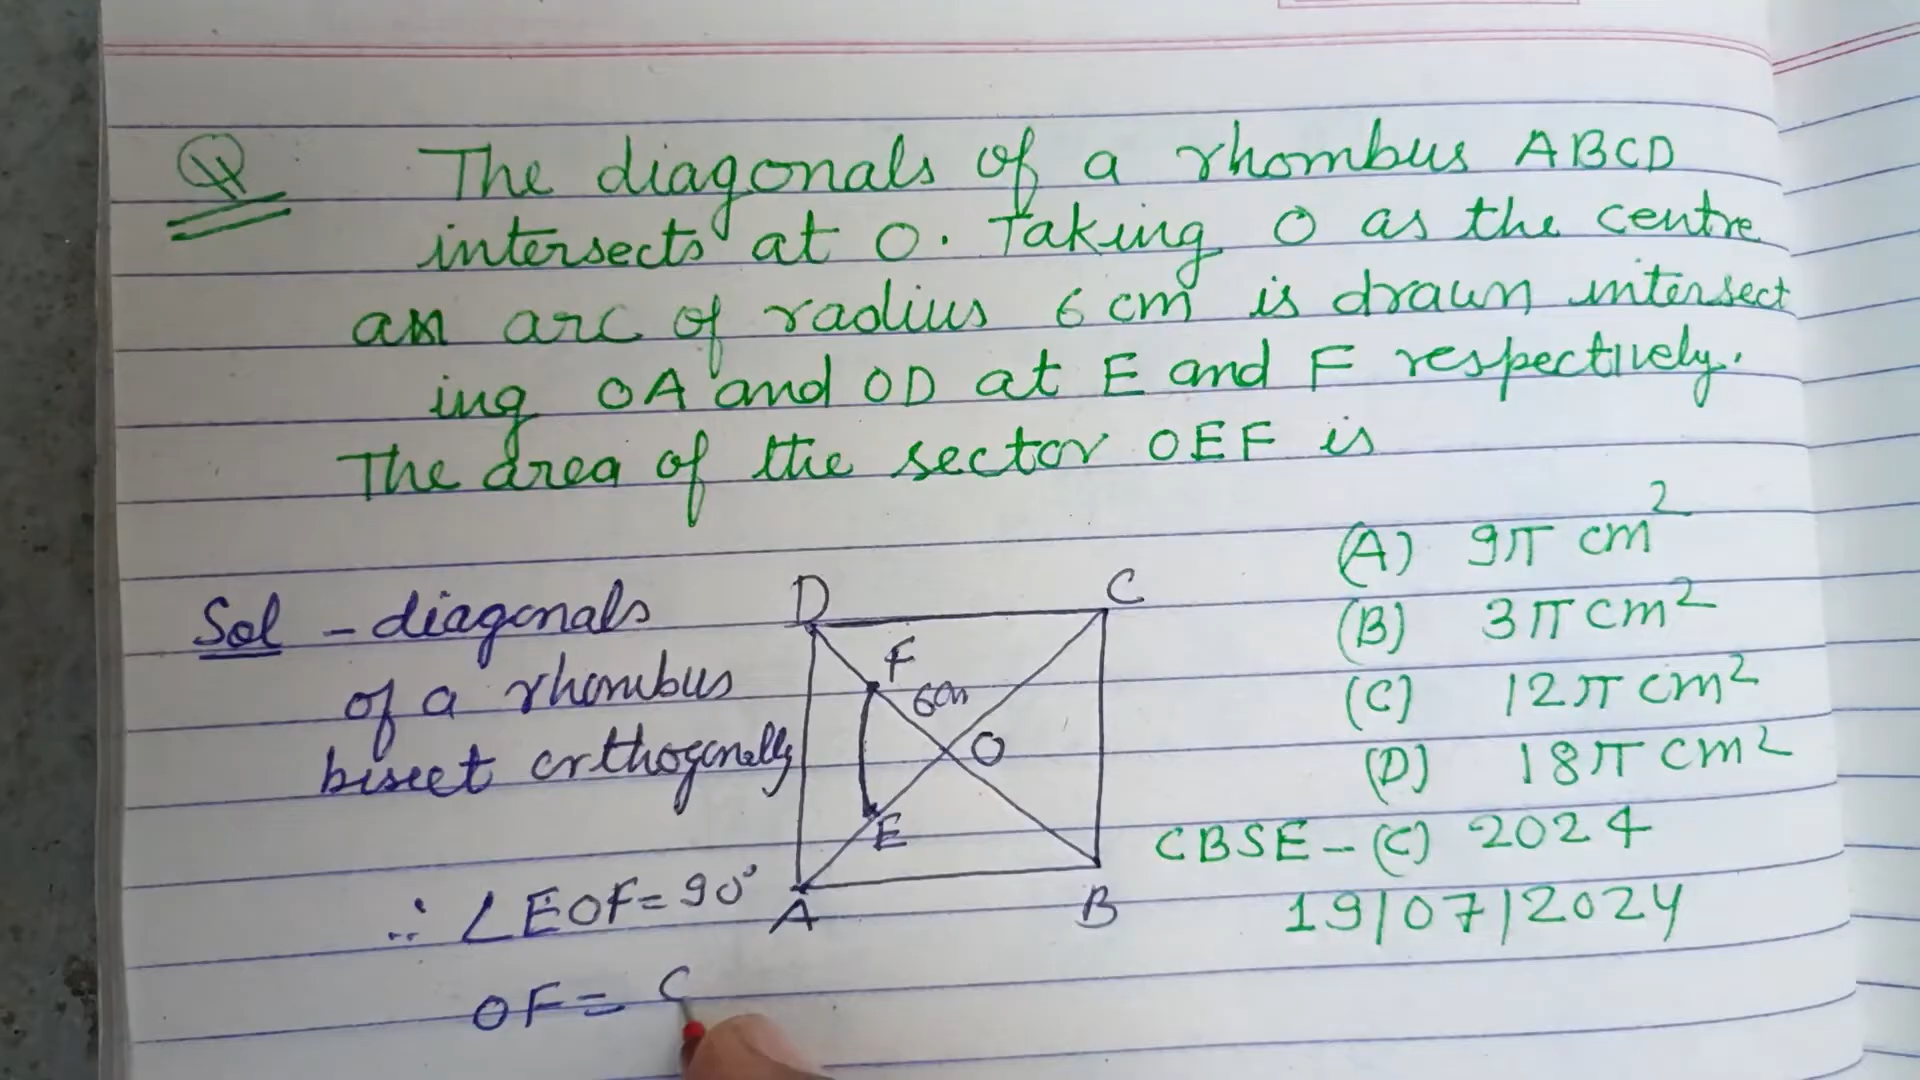 Q The diagonals of a rhombus ABCD
intersects at O. Taking O as the centre
an arc of radius 6 cm is drawn intersect
ing OA and OD at E and F respectively.
The area of the sector OEF is
(A) 9π cm²
(B) 3π cm²
(C) 12π cm²
(D) 18π cm²
CBSE-(C) 2024
19/07/2024
Sol - diagonals
of a rhombus
bisect orthogonally
∴ ∠EOF=90°
OF=
D C
F
6cm
O
E
A B